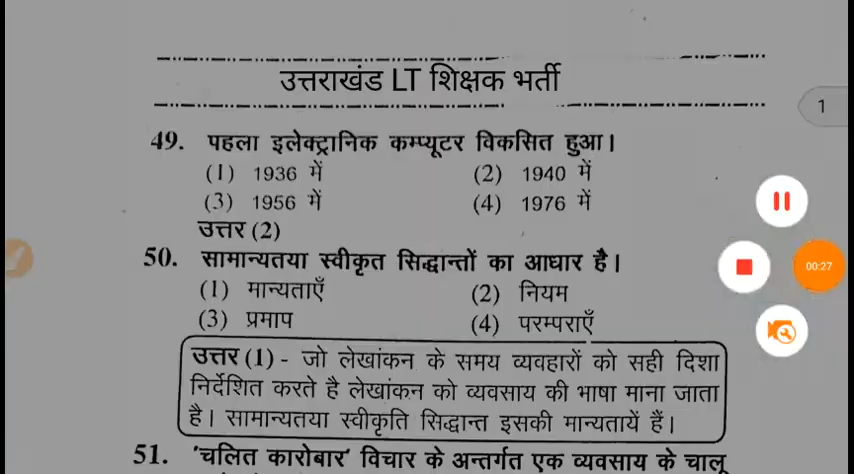 उत्तराखंड LT शिक्षक भर्ती
1
49. पहला इलेक्ट्रानिक कम्प्यूटर विकसित हुआ।
(1) 1936 में (2) 1940 में
(3) 1956 में (4) 1976 में
उत्तर (2)
50. सामान्यतया स्वीकृत सिद्धान्तों का आधार है।
(1) मान्यताएँ (2) नियम
(3) प्रमाप (4) परम्पराएँ
उत्तर (1) - जो लेखांकन के समय व्यवहारों को सही दिशा
निर्देशित करते है लेखांकन को व्यवसाय की भाषा माना जाता
है। सामान्यतया स्वीकृति सिद्धान्त इसकी मान्यतायें हैं।
00:27
51. 'चलित कारोबार' विचार के अन्तर्गत एक व्यवसाय के चालू